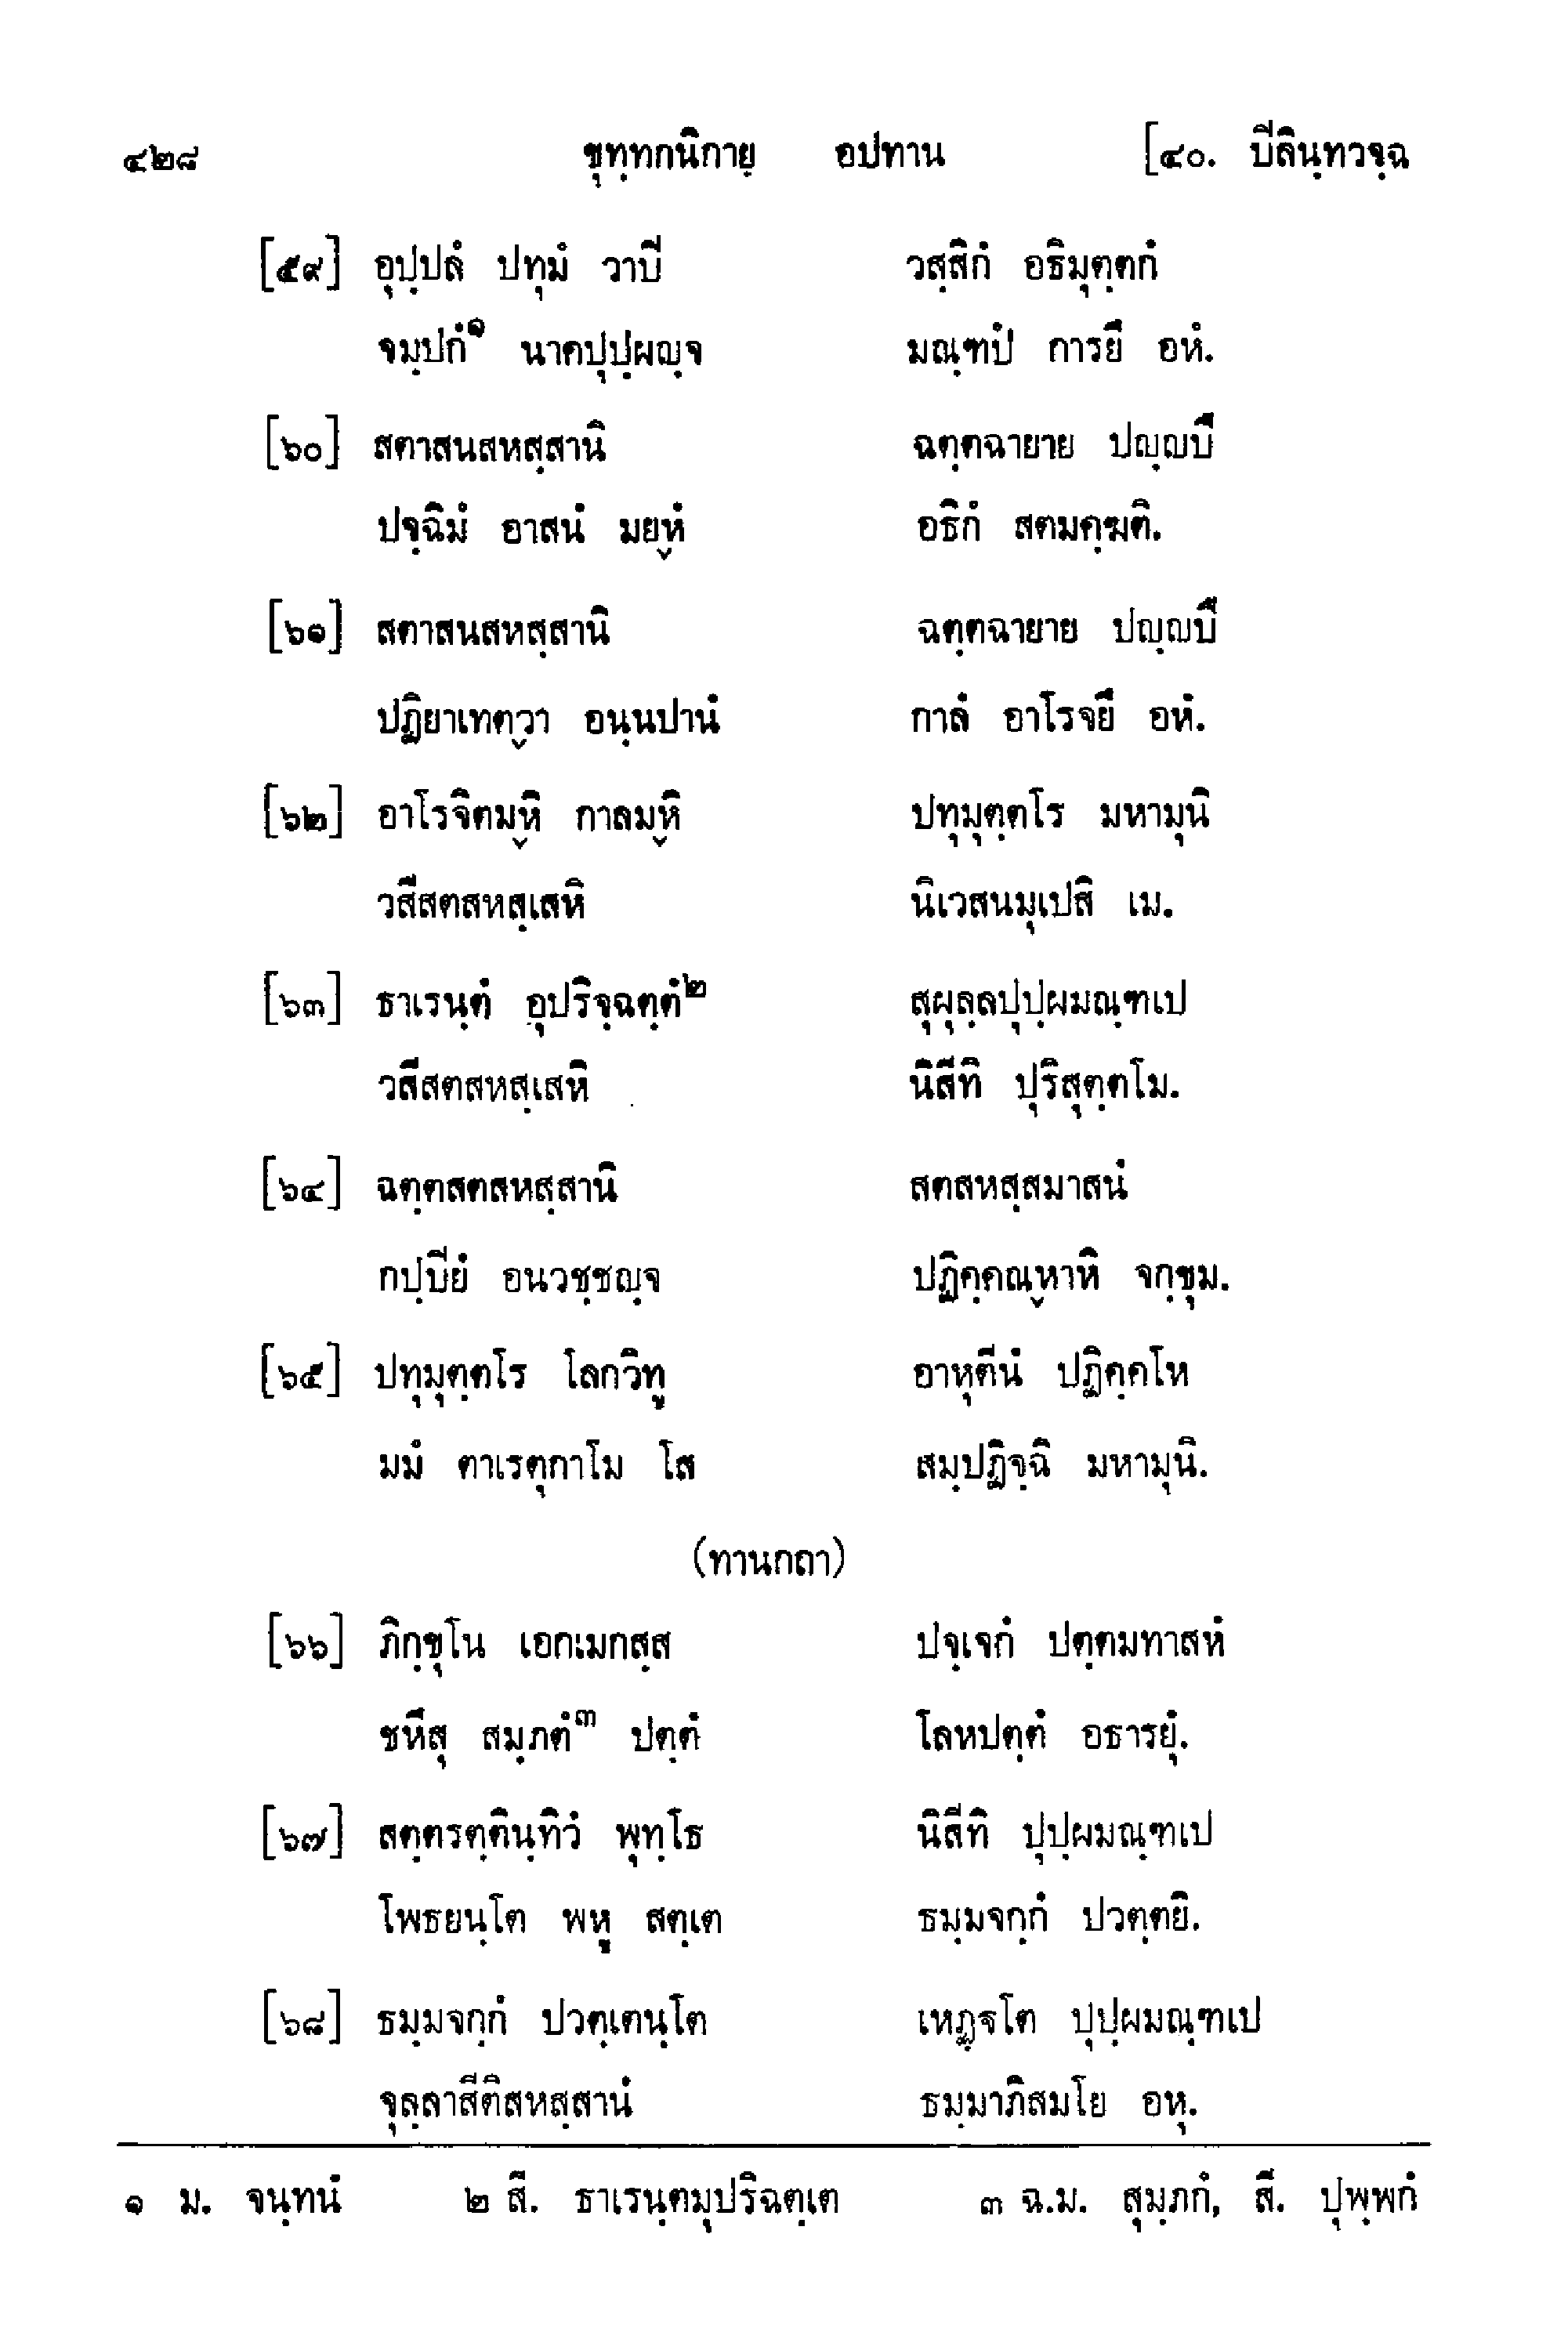 ๔๒๘ ขุทฺทกนิกายฺ อปทาน [๔๐. ปีลินฺทวจฺฉ
[๕๙] อุปฺปลํ ปทุมํ วาปี วสฺสิกํ อธิมุตฺตกํ
จมฺปกํ๑ นาคปุปฺผญฺจ มณฺฑปํ การยึ อหํ.
[๖๐] สตาสนสหสฺสานิ ฉตฺตฉายาย ปญฺญปึ
ปจฺฉิมํ อาสนํ มยฺหํ อธิกํ สตมคฺฆติ.
[๖๑] สตาสนสหสฺสานิ ฉตฺตฉายาย ปญฺญปึ
ปฏิยาเทตฺวา อนฺนปานํ กาลํ อาโรจยึ อหํ.
[๖๒] อาโรจิตมฺหิ กาลมฺหิ ปทุมุตฺตโร มหามุนิ
วสีสตสหสฺเสหิ นิเวสนมุเปสิ เม.
[๖๓] ธาเรนฺตํ อุปริจฺฉตฺตํ๒ สุผุลฺลปุปฺผมณฺฑเป
วสีสตสหสฺเสหิ นิสีทิ ปุริสุตฺตโม.
[๖๔] ฉตฺตสตสหสฺสานิ สตสหสฺสมาสนํ
กปฺปิยํ อนวชฺชญฺจ ปฏิคฺคณฺหาหิ จกฺขุม.
[๖๕] ปทุมุตฺตโร โลกวิทู อาหุตีนํ ปฏิคฺคโห
มมํ ตาเรตุกาโม โส สมฺปฏิจฺฉิ มหามุนิ.
(ทานกถา)
[๖๖] ภิกฺขุโน เอกเมกสฺส ปจฺเจกํ ปตฺตมทาสหํ
ชหึสุ สมฺภตํ๓ ปตฺตํ โลหปตฺตํ อธารยุํ.
[๖๗] สตฺตรตฺตินฺทิวํ พุทฺโธ นิสีทิ ปุปฺผมณฺฑเป
โพธยนฺโต พหู สตฺเต ธมฺมจกฺกํ ปวตฺตยิ.
[๖๘] ธมฺมจกฺกํ ปวตฺเตนฺโต เหฏฺฐโต ปุปฺผมณฺฑเป
จุลฺลาสีติสหสฺสานํ ธมฺมาภิสมโย อหุ.
๑ ม. จนฺทนํ ๒ สี. ธาเรนฺตมุปริฉตฺเต ๓ ฉ.ม. สุมฺภกํ, สี. ปุพฺพกํ